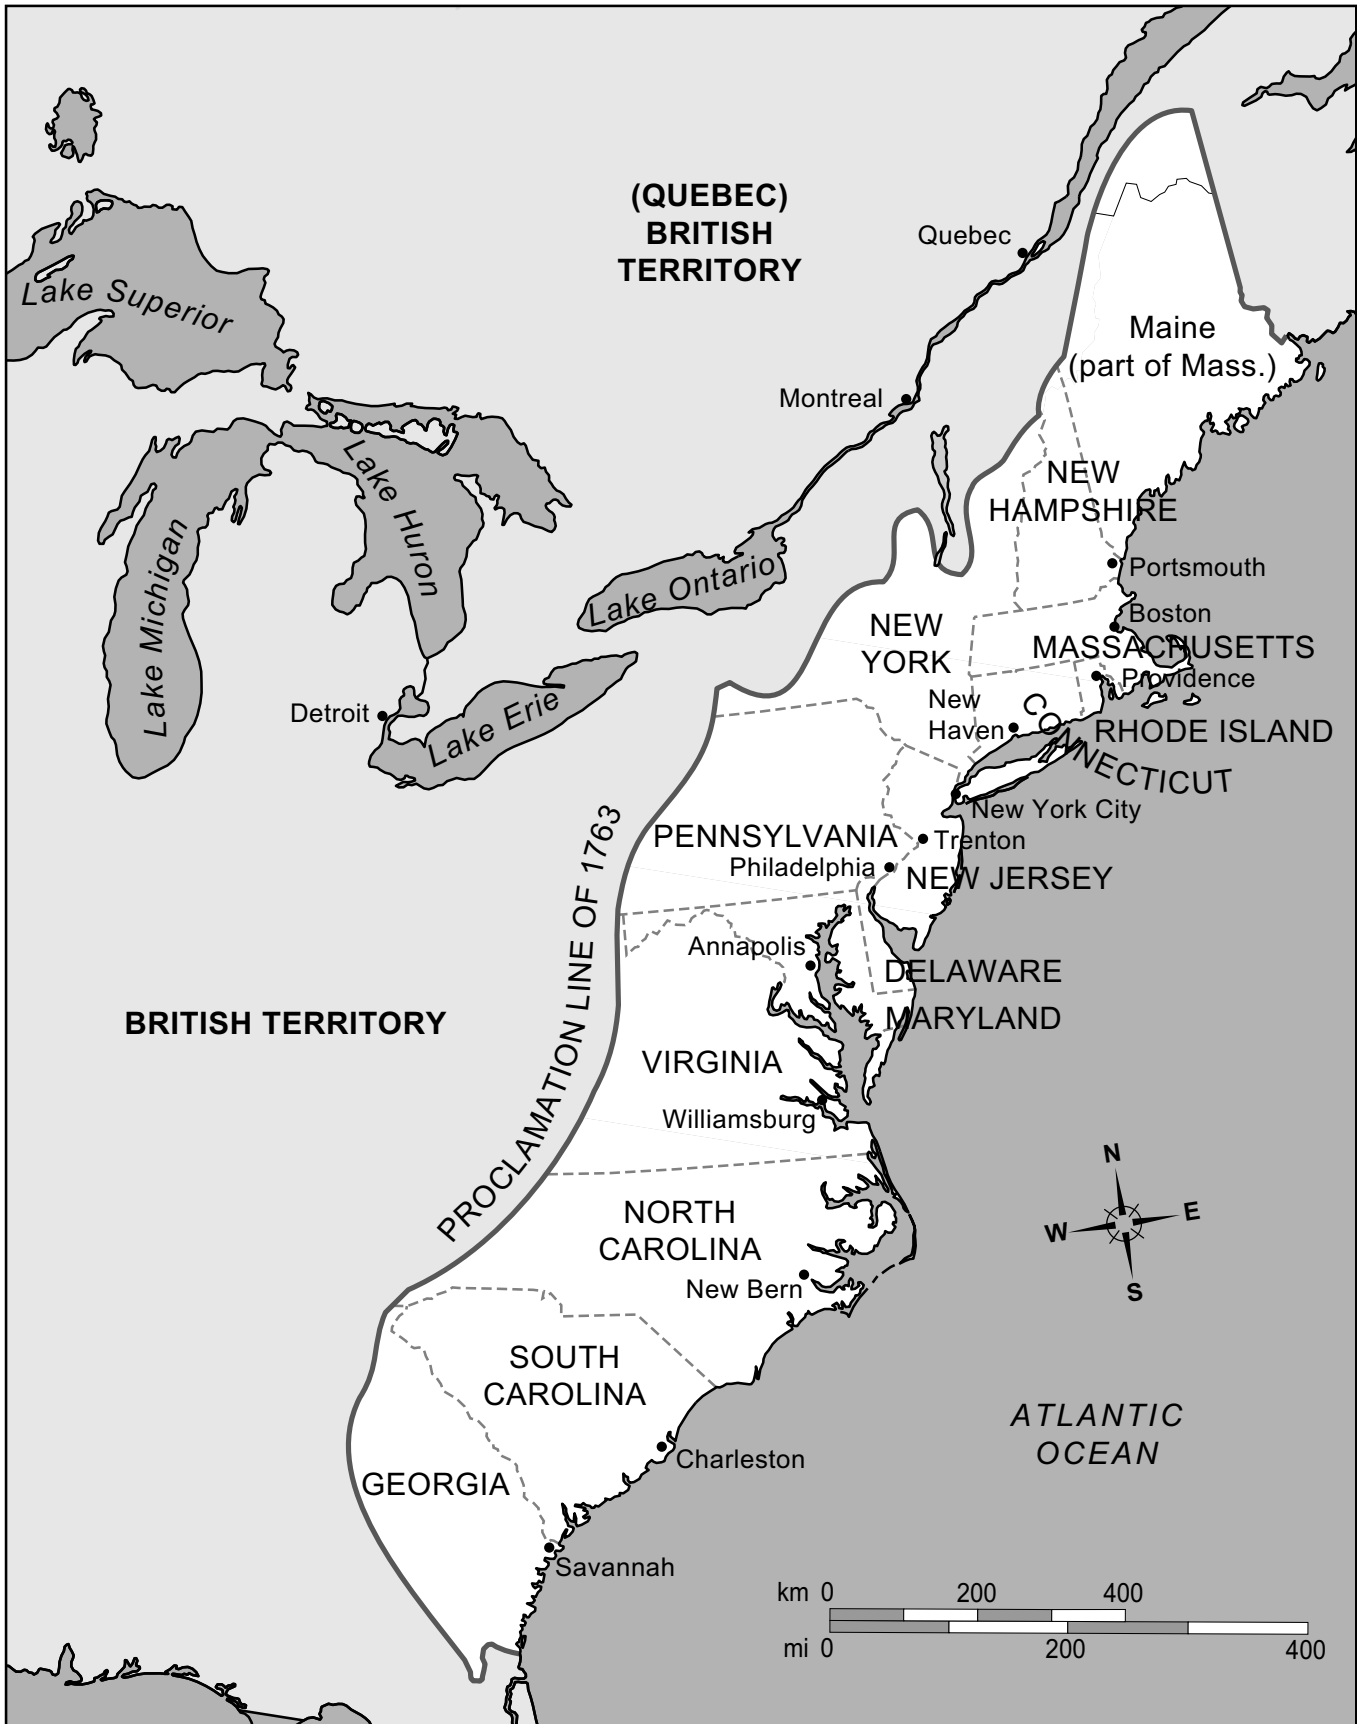 (QUEBEC)
BRITISH
TERRITORY
Quebec
Lake Superior
Maine
(part of Mass.)
Montreal
Lake Huron
NEW
HAMPSHIRE
Lake Michigan
Lake Ontario
Portsmouth
Boston
NEW
YORK
MASSACHUSETTS
Providence
New
Haven
CONNECTICUT
RHODE ISLAND
Detroit
Lake Erie
New York City
PENNSYLVANIA
Trenton
Philadelphia
NEW JERSEY
PROCLAMATION LINE OF 1763
Annapolis
DELAWARE
MARYLAND
BRITISH TERRITORY
VIRGINIA
Williamsburg
N
W
E
S
NORTH
CAROLINA
New Bern
SOUTH
CAROLINA
ATLANTIC
OCEAN
Charleston
GEORGIA
Savannah
km 0 200 400
mi 0 200 400